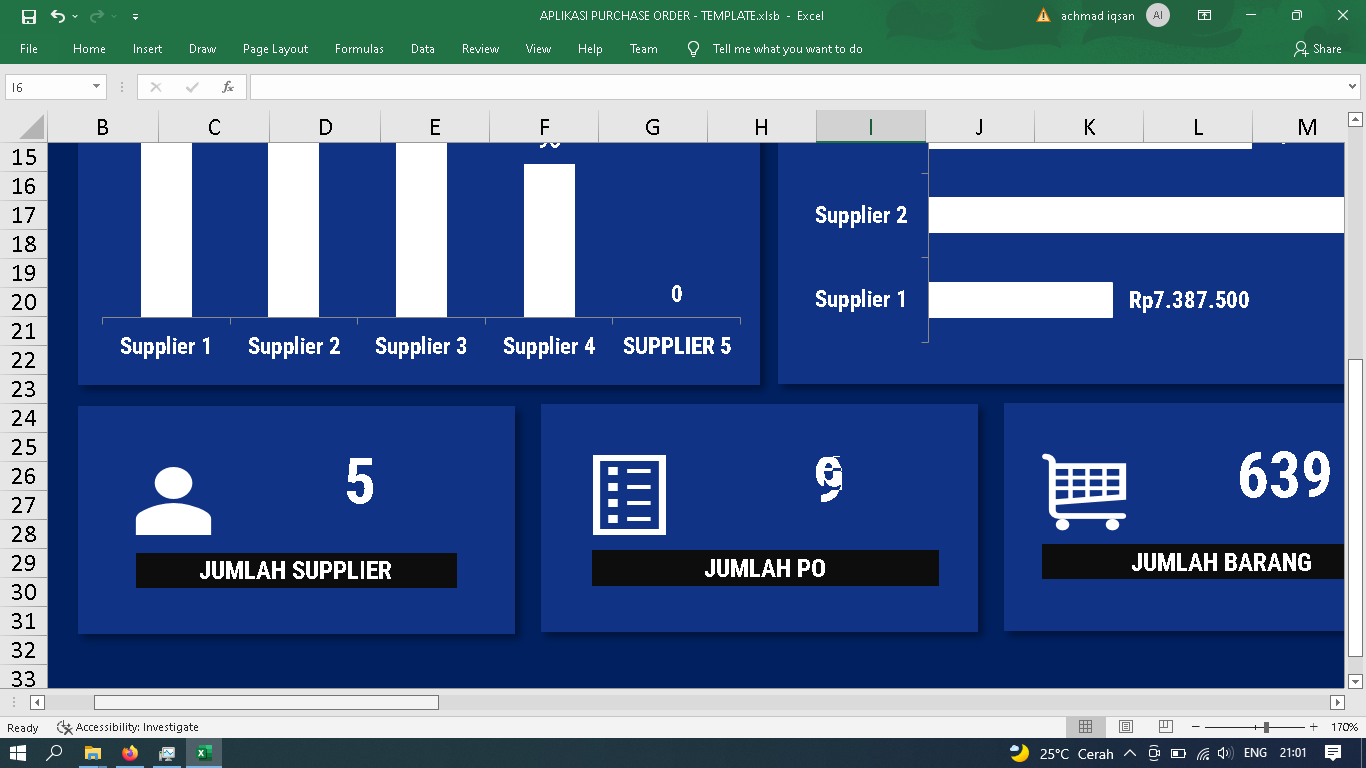 APLIKASI PURCHASE ORDER - TEMPLATE.xlsb - Excel
achmad iqsan
AI
File Home Insert Draw Page Layout Formulas Data Review View Help Team Tell me what you want to do Share
I6
fx
B C D E F G H I J K L M
15
16
17
18
19
20
21
22
23
24
25
26
27
28
29
30
31
32
33
0
Supplier 1 Supplier 2 Supplier 3 Supplier 4 SUPPLIER 5
Supplier 2
Supplier 1 Rp7.387.500
5
JUMLAH SUPPLIER
9
JUMLAH PO
639
JUMLAH BARANG
Ready Accessibility: Investigate 170%
25°C Cerah ENG 21:01